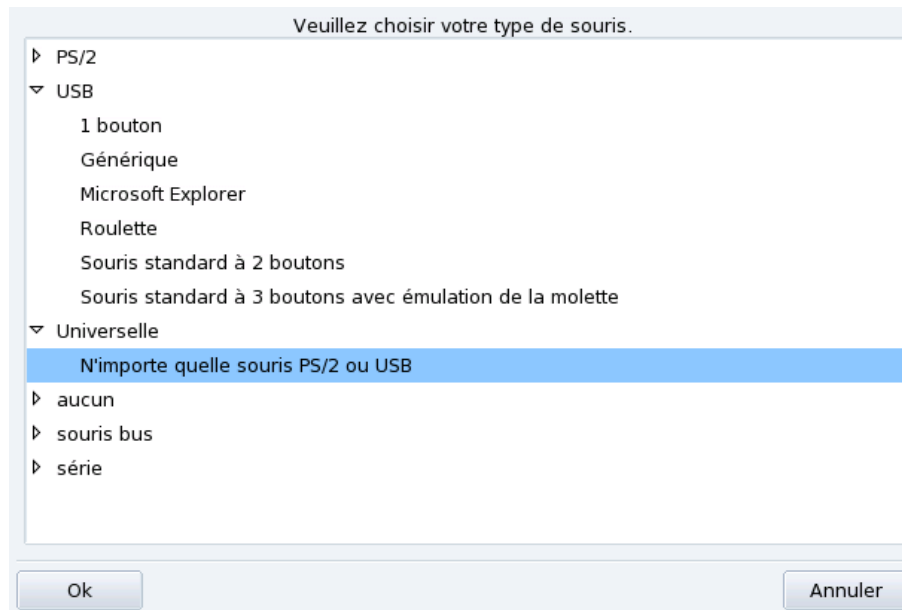 Veuillez choisir votre type de souris.
PS/2
USB
1 bouton
Générique
Microsoft Explorer
Roulette
Souris standard à 2 boutons
Souris standard à 3 boutons avec émulation de la molette
Universelle
N'importe quelle souris PS/2 ou USB
aucun
souris bus
série
Ok
Annuler